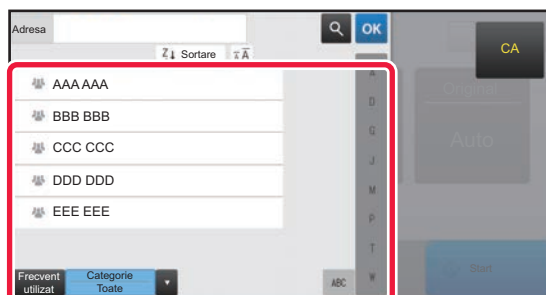 Adresa
OK
CA
Sortare
AAA AAA
BBB BBB
CCC CCC
DDD DDD
EEE EEE
A
D
G
J
M
P
T
W
Original
Auto
Frecvent
utilizat
Categorie
Toate
ABC
Start